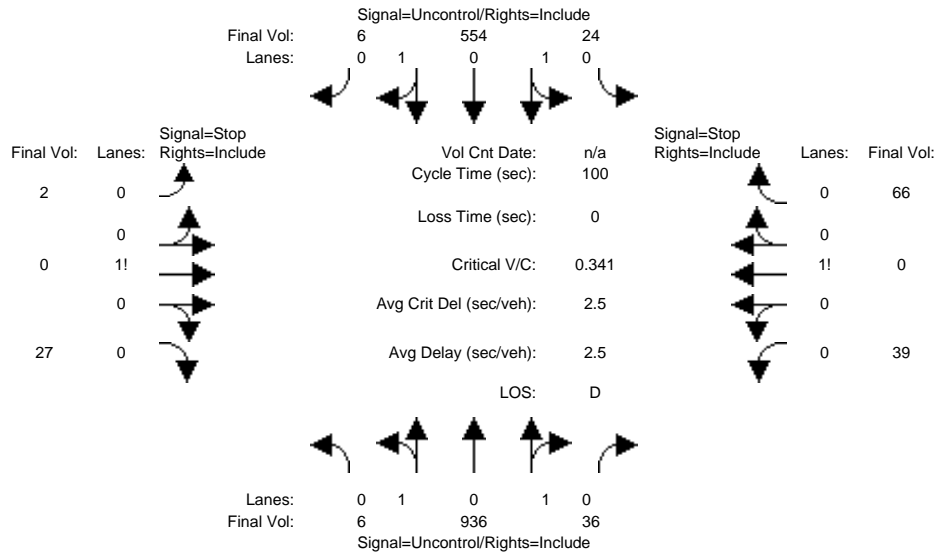 Signal=Uncontrol/Rights=Include
Final Vol: 6 554 24
Lanes: 0 1 0 1 0
Signal=Stop Signal=Stop
Final Vol: Lanes: Rights=Include Vol Cnt Date: n/a Rights=Include Lanes: Final Vol:
Cycle Time (sec): 100
2 0 0 66
Loss Time (sec): 0
0 0
0 1! Critical V/C: 0.341 1! 0
0 Avg Crit Del (sec/veh): 2.5 0
27 0 Avg Delay (sec/veh): 2.5 0 39
LOS: D
Lanes: 0 1 0 1 0
Final Vol: 6 936 36
Signal=Uncontrol/Rights=Include